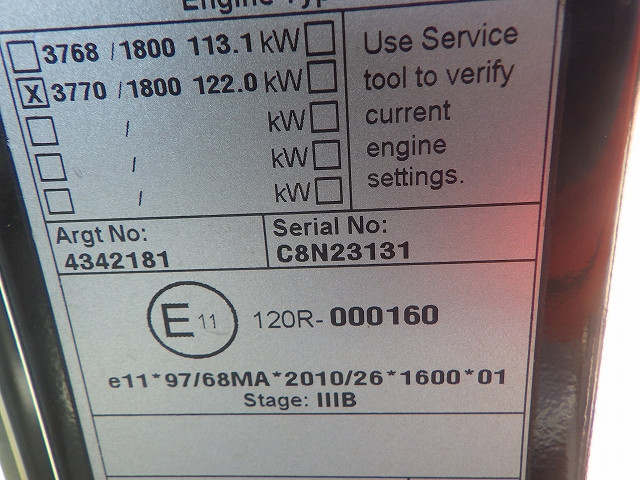 Engine Typ
3768 / 1800 113.1 kW
X 3770 / 1800 122.0 kW
/ kW
/ kW
/ kW
Use Service
tool to verify
current
engine
settings.
Argt No:
4342181
Serial No:
C8N23131
E 11
120R-000160
e11*97/68MA*2010/26*1600*01
Stage: IIIB